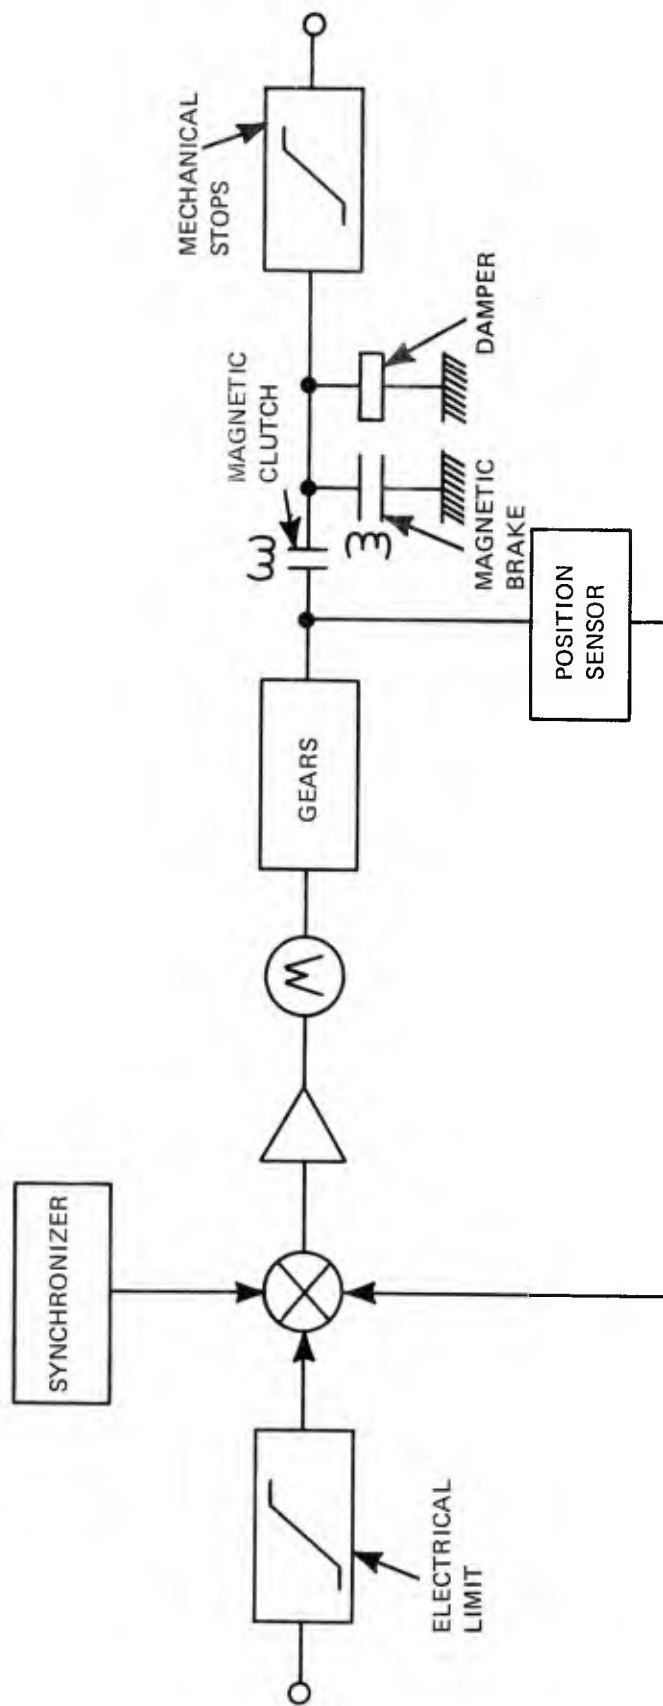 SYNCHRONIZER
ELECTRICAL
LIMIT
M
GEARS
MAGNETIC
CLUTCH
MECHANICAL
STOPS
MAGNETIC
BRAKE
DAMPER
POSITION
SENSOR